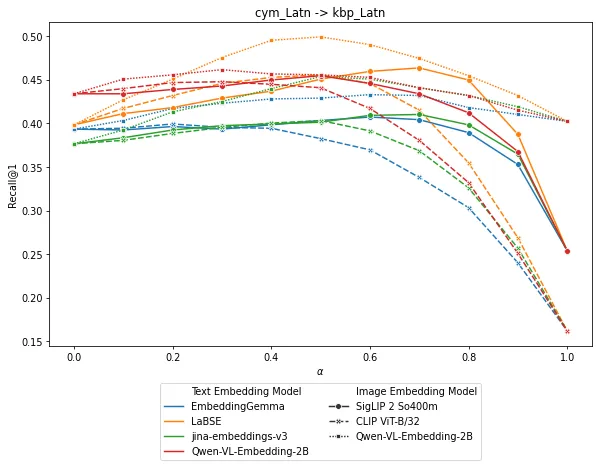 cym_Latn -> kbp_Latn
Recall@1
0.50
0.45
0.40
0.35
0.30
0.25
0.20
0.15
0.0 0.2 0.4 0.6 0.8 1.0
α
Text Embedding Model
EmbeddingGemma
LaBSE
jina-embeddings-v3
Qwen-VL-Embedding-2B
Image Embedding Model
SigLIP 2 So400m
CLIP ViT-B/32
Qwen-VL-Embedding-2B